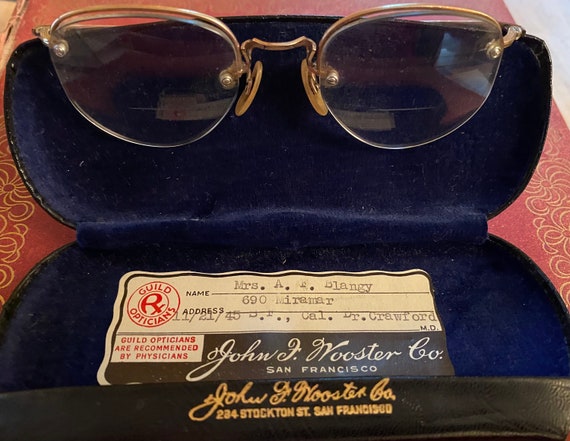 GUILD
Rx
OPTICIANS
GUILD OPTICIANS
ARE RECOMMENDED
BY PHYSICIANS
NAME Mrs. A. Blangy
ADDRESS 690 Miramar
11/21/45 S.F., Cal. Dr.Crawford
M.D.
John F. Wooster Co.
SAN FRANCISCO
John F. Wooster Co.
234 STOCKTON ST. SAN FRANCISCO